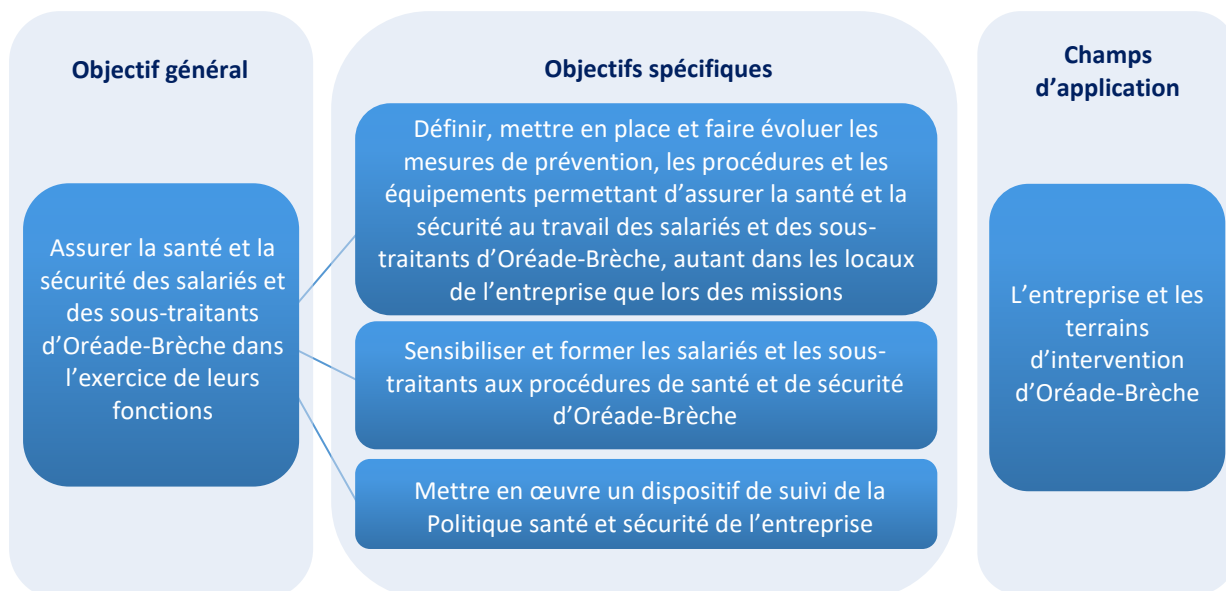 Objectif général
Assurer la santé et la
sécurité des salariés et
des sous-traitants
d’Oréade-Brèche dans
l’exercice de leurs
fonctions
Objectifs spécifiques
Définir, mettre en place et faire évoluer les
mesures de prévention, les procédures et les
équipements permettant d’assurer la santé et la
sécurité au travail des salariés et des sous-
traitants d’Oréade-Brèche, autant dans les locaux
de l’entreprise que lors des missions
Sensibiliser et former les salariés et les sous-
traitants aux procédures de santé et de sécurité
d’Oréade-Brèche
Mettre en œuvre un dispositif de suivi de la
Politique santé et sécurité de l’entreprise
Champs
d’application
L’entreprise et les
terrains
d’intervention
d’Oréade-Brèche